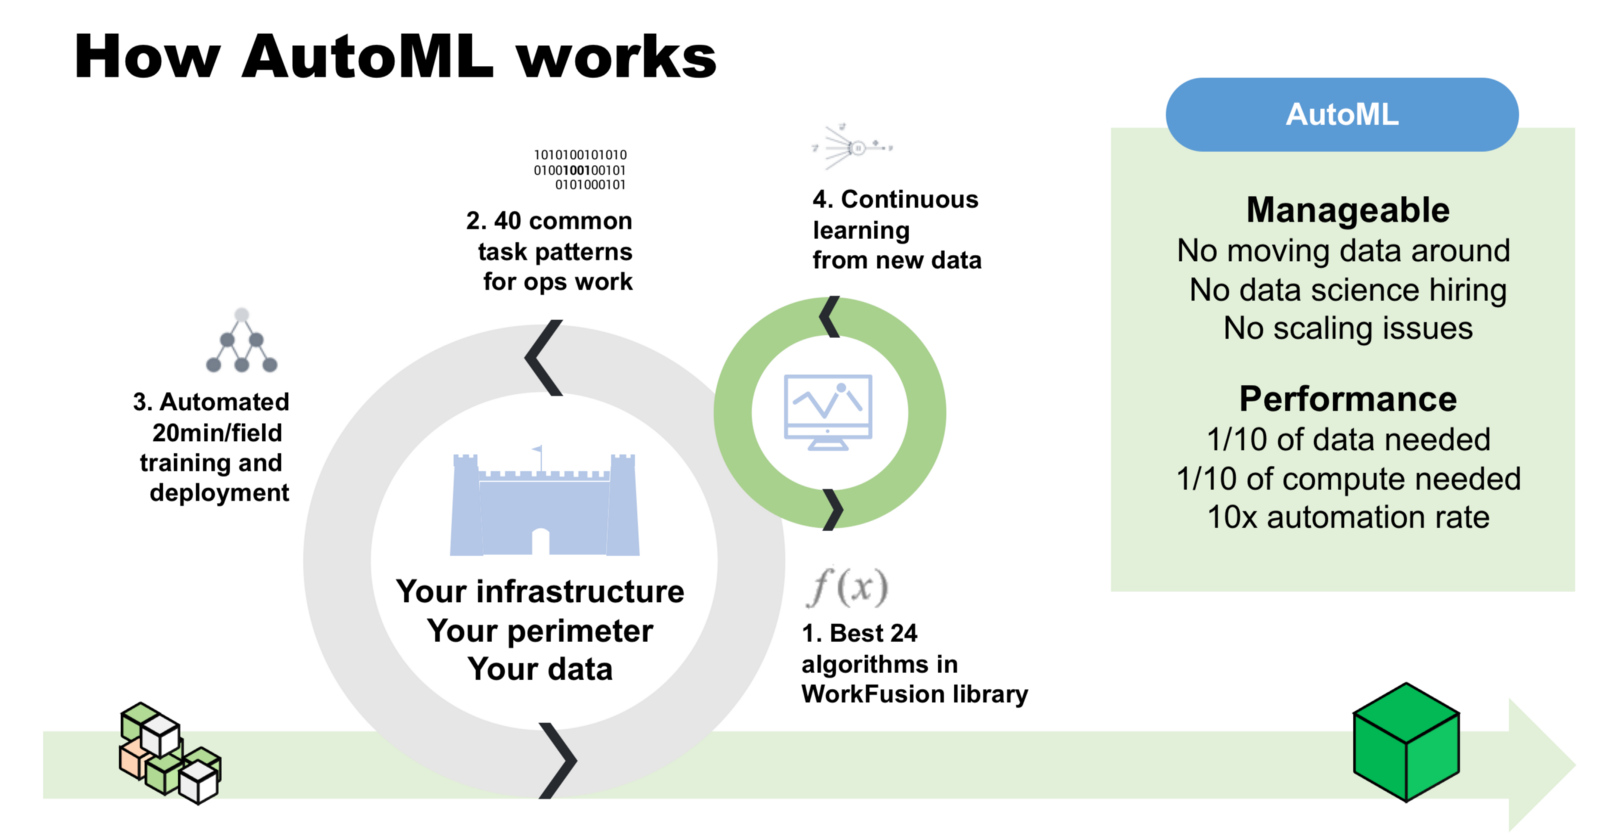 How AutoML works
1010100101010
0100100100101
0101000101
2. 40 common
task patterns
for ops work
4. Continuous
learning
from new data
3. Automated
20min/field
training and
deployment
Your infrastructure
Your perimeter
Your data
f(x)
1. Best 24
algorithms in
WorkFusion library
AutoML
Manageable
No moving data around
No data science hiring
No scaling issues
Performance
1/10 of data needed
1/10 of compute needed
10x automation rate